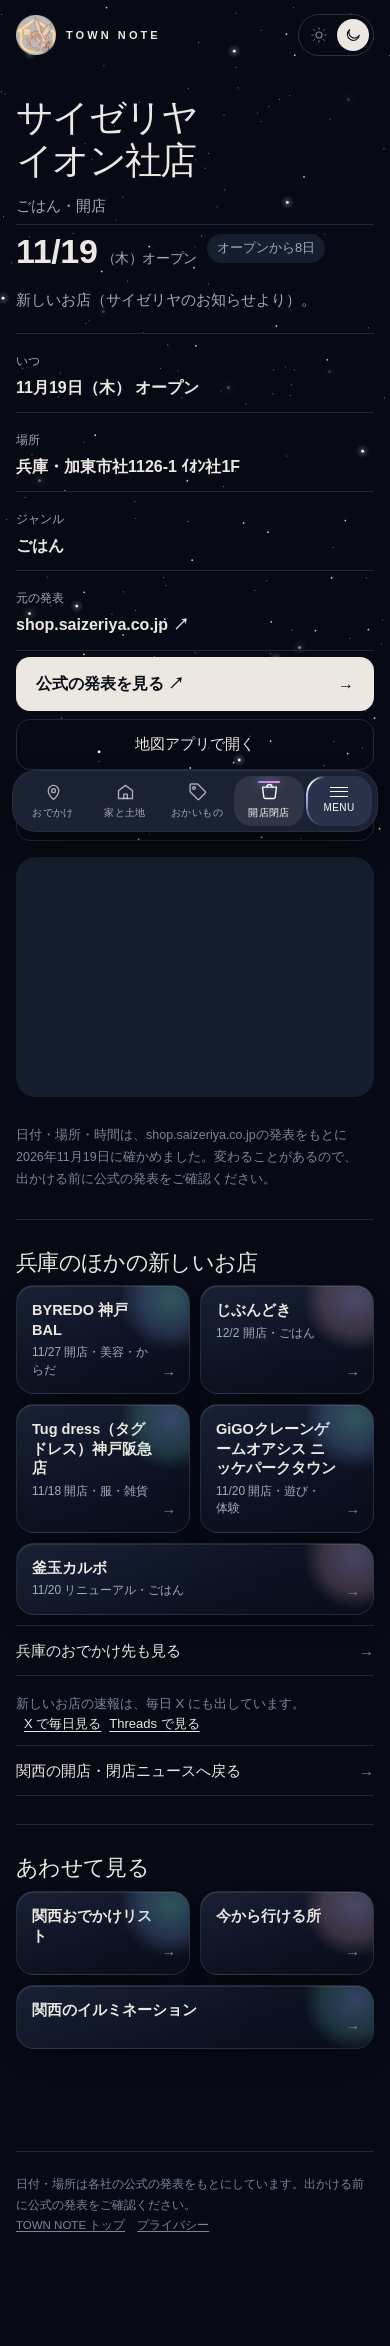 TOWN NOTE
サイゼリヤ
イオン社店
ごはん・開店
11/19 （木）オープン オープンから8日
新しいお店（サイゼリヤのお知らせより）。
いつ
11月19日（木） オープン
場所
兵庫・加東市社1126-1 ｲｵﾝ社1F
ジャンル
ごはん
元の発表
shop.saizeriya.co.jp ↗
公式の発表を見る ↗ →
地図アプリで開く
おでかけ 家と土地 おかいもの 開店閉店 MENU
日付・場所・時間は、shop.saizeriya.co.jpの発表をもとに
2026年11月19日に確かめました。変わることがあるので、
出かける前に公式の発表をご確認ください。
兵庫のほかの新しいお店
BYREDO 神戸
BAL
11/27 開店・美容・か
らだ →
じぶんどき
12/2 開店・ごはん
→
Tug dress（タグ
ドレス）神戸阪急
店
11/18 開店・服・雑貨
→
GiGOクレーンゲ
ームオアシス ニ
ッケパークタウン
11/20 開店・遊び・
体験 →
釜玉カルボ
11/20 リニューアル・ごはん →
兵庫のおでかけ先も見る →
新しいお店の速報は、毎日 X にも出しています。
X で毎日見る Threads で見る
関西の開店・閉店ニュースへ戻る →
あわせて見る
関西おでかけリス
ト →
今から行ける所
→
関西のイルミネーション
→
日付・場所は各社の公式の発表をもとにしています。出かける前
に公式の発表をご確認ください。
TOWN NOTE トップ プライバシー